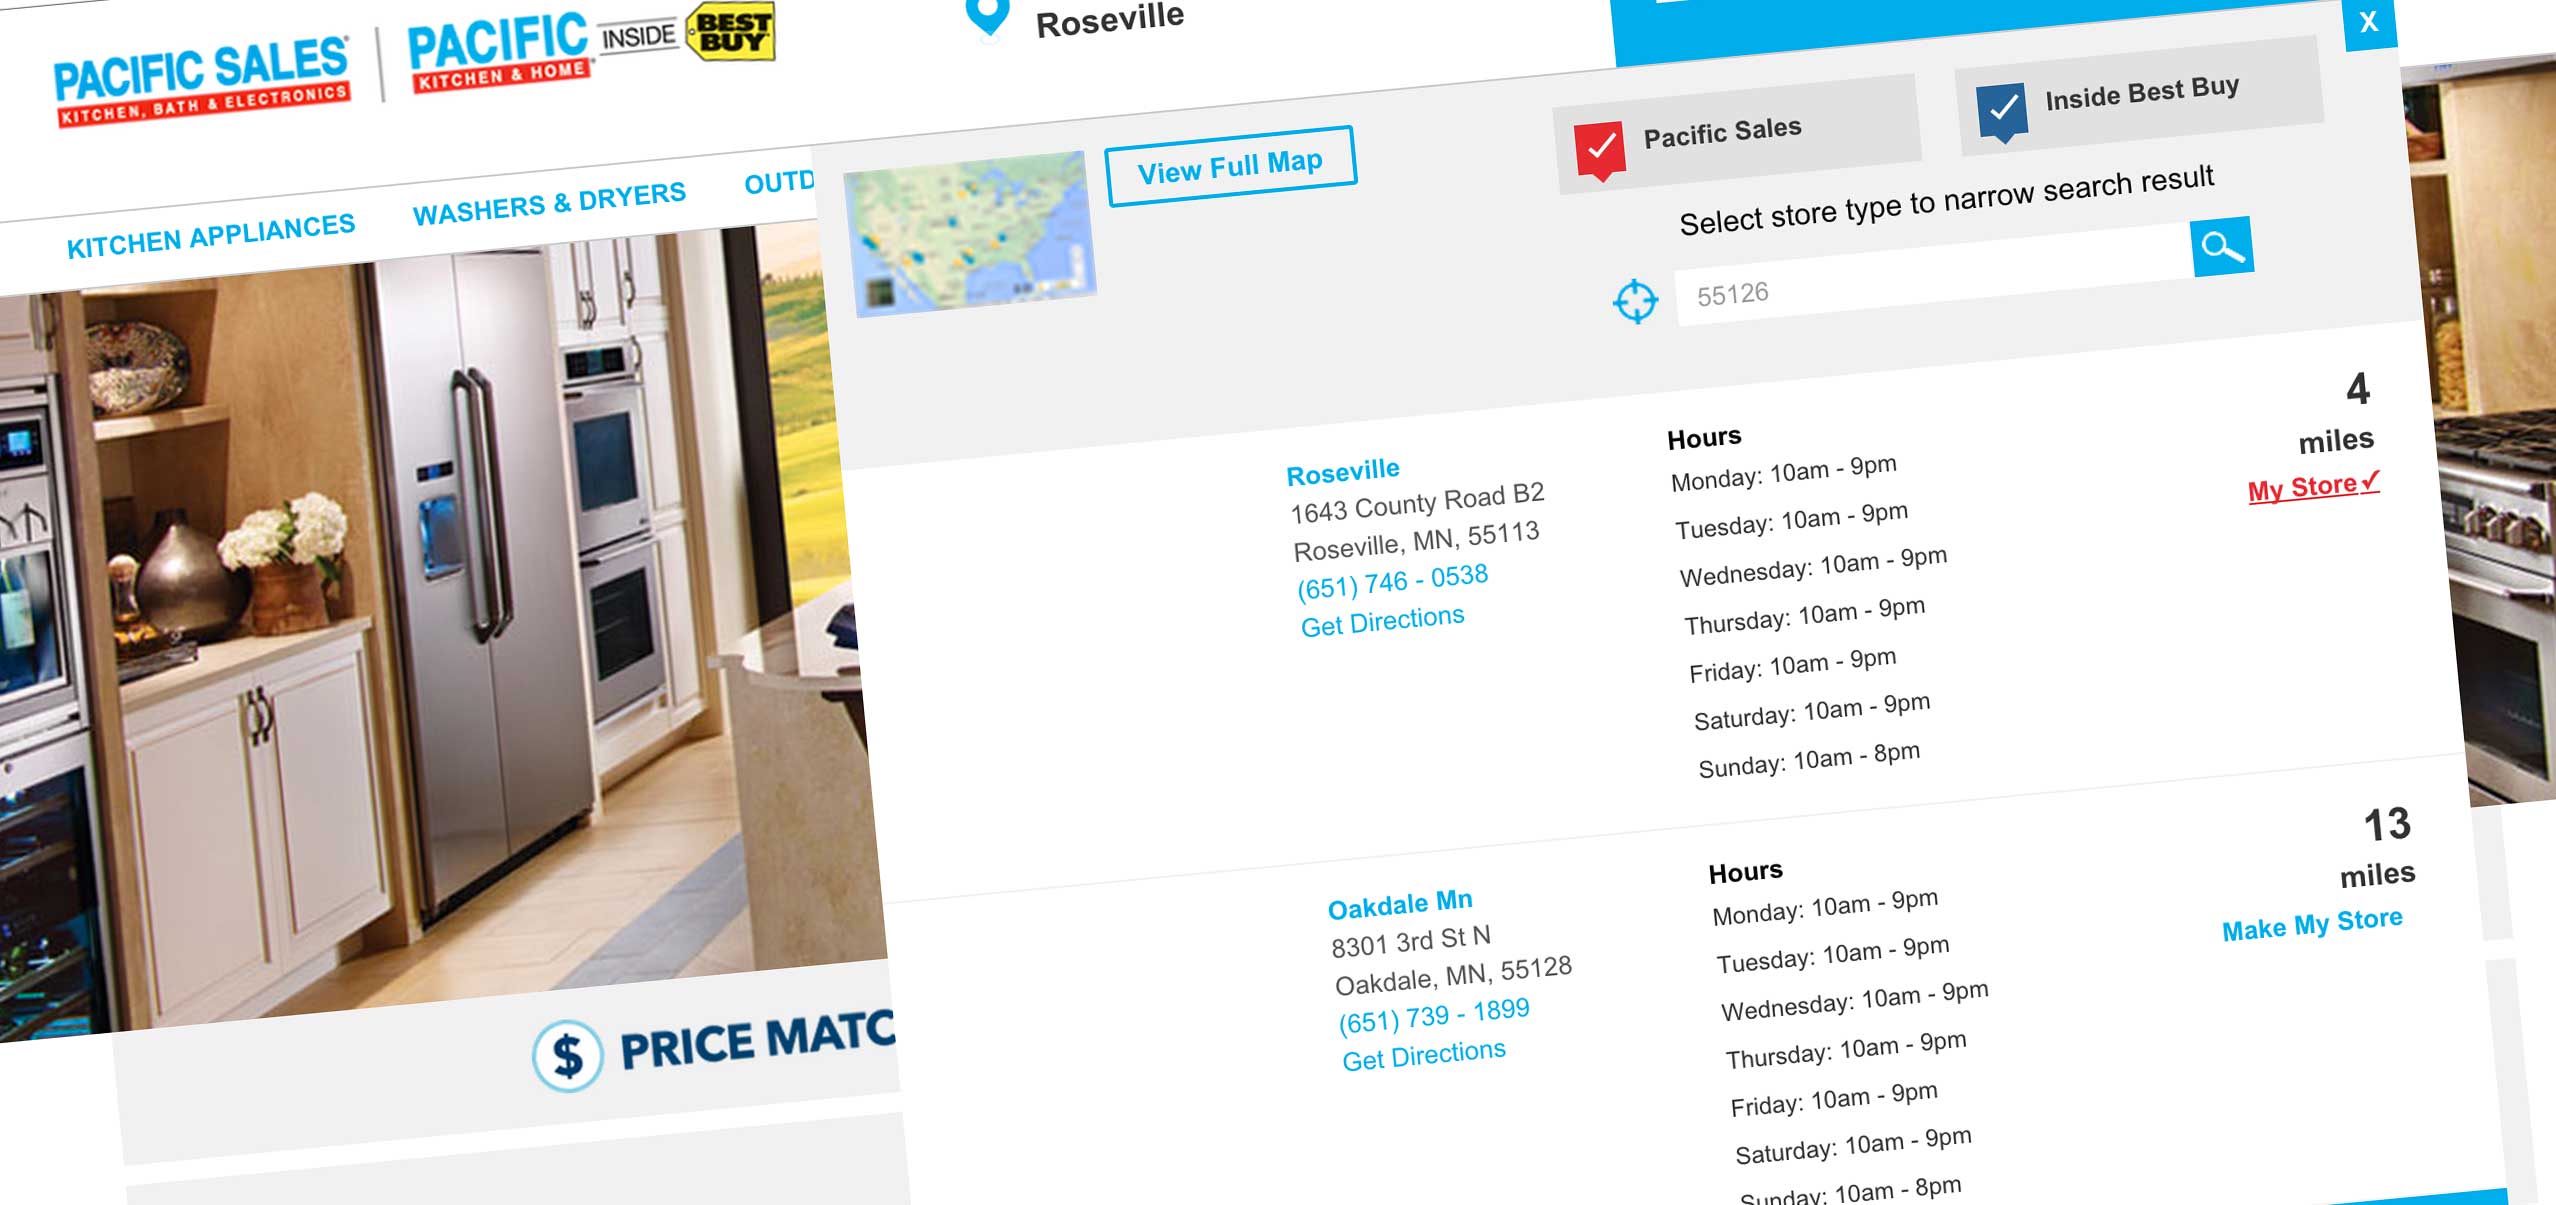 PACIFIC SALES
KITCHEN, BATH & ELECTRONICS
PACIFIC
KITCHEN & HOME
INSIDE
BEST
BUY
Roseville
X
KITCHEN APPLIANCES
WASHERS & DRYERS
OUTD
View Full Map
Pacific Sales
Inside Best Buy
Select store type to narrow search result
55126
Roseville
1643 County Road B2
Roseville, MN, 55113
(651) 746 - 0538
Get Directions
Hours
Monday: 10am - 9pm
Tuesday: 10am - 9pm
Wednesday: 10am - 9pm
Thursday: 10am - 9pm
Friday: 10am - 9pm
Saturday: 10am - 9pm
Sunday: 10am - 8pm
4
miles
My Store✓
Oakdale Mn
8301 3rd St N
Oakdale, MN, 55128
(651) 739 - 1899
Get Directions
Hours
Monday: 10am - 9pm
Tuesday: 10am - 9pm
Wednesday: 10am - 9pm
Thursday: 10am - 9pm
Friday: 10am - 9pm
Saturday: 10am - 9pm
Sunday: 10am - 8pm
13
miles
Make My Store
$ PRICE MATC